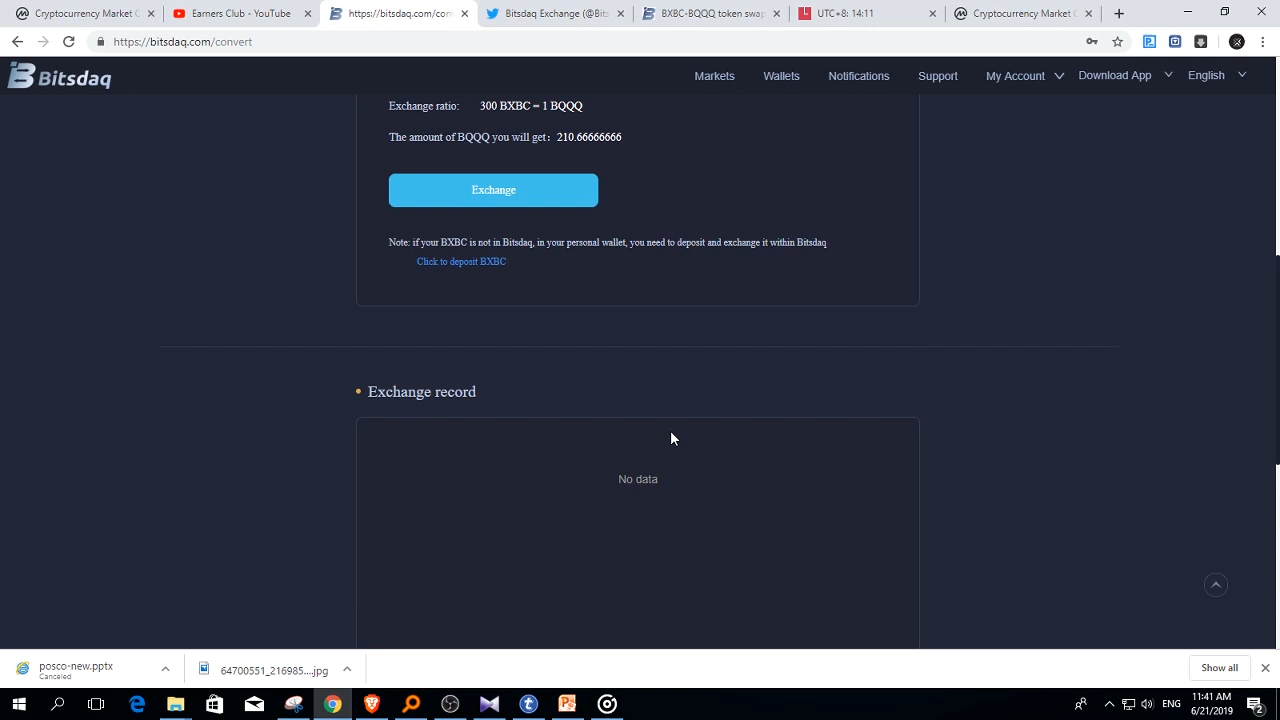 Cryptocurrency Market C
Earners Club - YouTube
https://bitsdaq.com/con
Bitsdaq Exchange (@Bits
BXBC-BQQQ token swap
UTC+8: 14:11
Cryptocurrency Market C
https://bitsdaq.com/convert
Bitsdaq
Markets
Wallets
Notifications
Support
My Account
Download App
English
Exchange ratio: 300 BXBC = 1 BQQQ
The amount of BQQQ you will get: 210.66666666
Exchange
Note: if your BXBC is not in Bitsdaq, in your personal wallet, you need to deposit and exchange it within Bitsdaq
Click to deposit BXBC
Exchange record
No data
posco-new.pptx
Canceled
64700551_216985....jpg
Show all
11:41 AM
6/21/2019
2